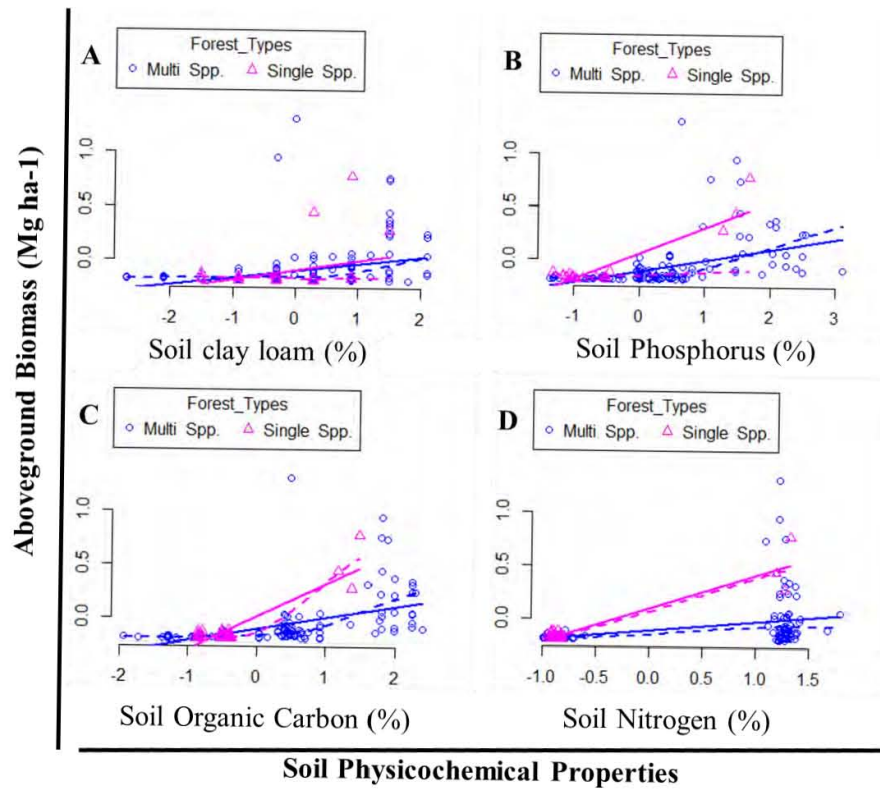 A
Forest_Types
Multi Spp. Single Spp.
1.0
0.5
0.0
-2 -1 0 1 2
Soil clay loam (%)
B
Forest_Types
Multi Spp. Single Spp.
1.0
0.5
0.0
-1 0 1 2 3
Soil Phosphorus (%)
C
Forest_Types
Multi Spp. Single Spp.
1.0
0.5
0.0
-2 -1 0 1 2
Soil Organic Carbon (%)
D
Forest_Types
Multi Spp. Single Spp.
1.0
0.5
0.0
-1.0 -0.5 0.0 0.5 1.0 1.5
Soil Nitrogen (%)
Aboveground Biomass (Mg ha-1)
Soil Physicochemical Properties